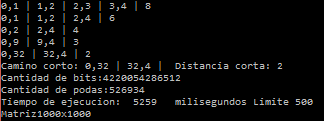 0,1 | 1,2 | 2,3 | 3,4 | 8
0,1 | 1,2 | 2,4 | 6
0,2 | 2,4 | 4
0,9 | 9,4 | 3
0,32 | 32,4 | 2
Camino corto: 0,32 | 32,4 |  Distancia corta: 2
Cantidad de bits:4220054286512
Cantidad de podas:526934
Tiempo de ejecucion:  5259   milisegundos Limite 500
Matriz1000x1000